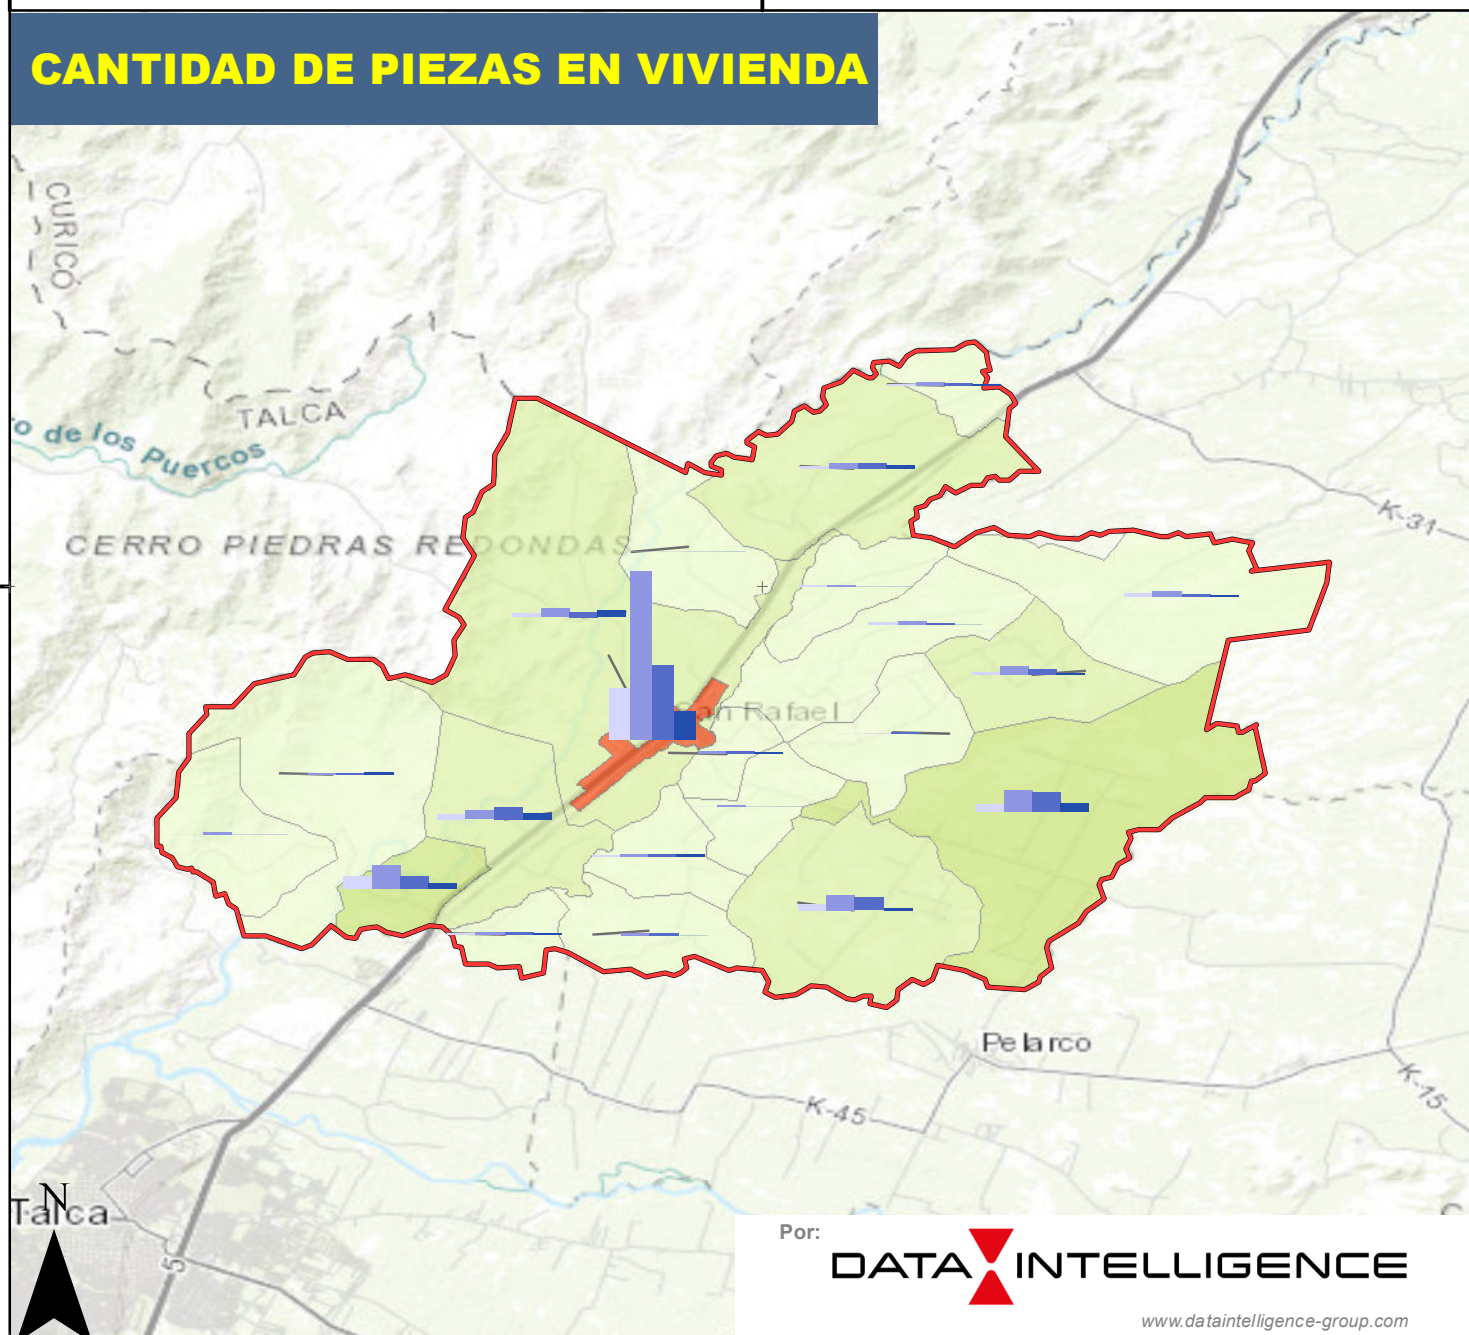 CANTIDAD DE PIEZAS EN VIVIENDA
CURICÓ
TALCA
o de los Puercos
CERRO PIEDRAS REDONDAS
K-31
San Rafael
Pelarco
K-15
K-45
N
Talca
5
C
Por:
DATA INTELLIGENCE
www.dataintelligence-group.com